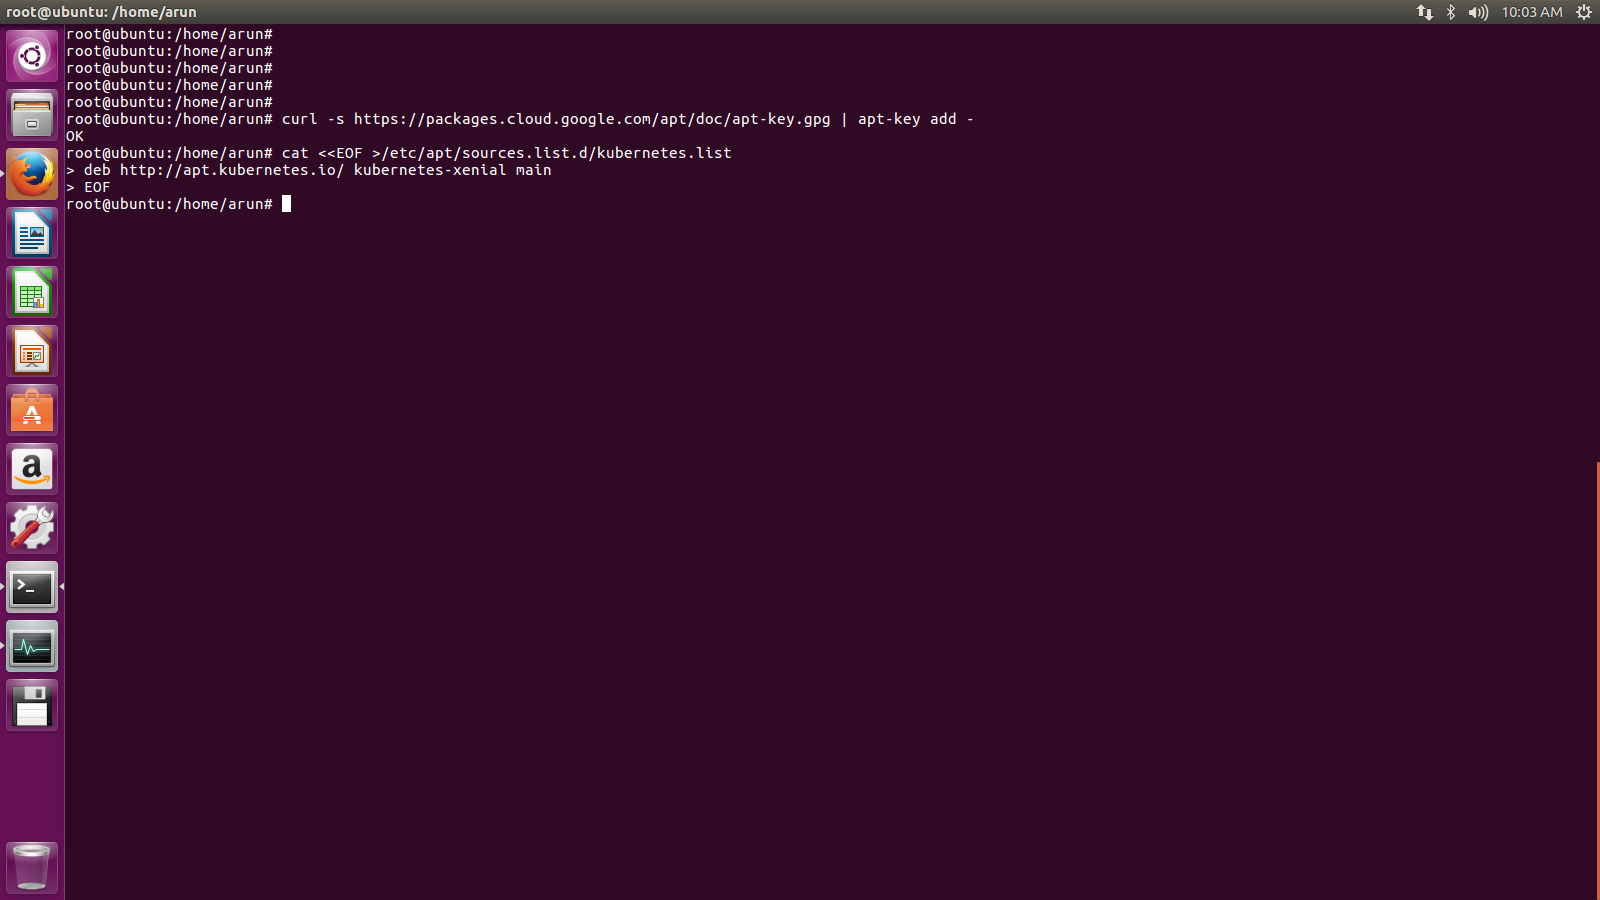 root@ubuntu: /home/arun
10:03 AM
root@ubuntu:/home/arun#
root@ubuntu:/home/arun#
root@ubuntu:/home/arun#
root@ubuntu:/home/arun#
root@ubuntu:/home/arun#
root@ubuntu:/home/arun# curl -s https://packages.cloud.google.com/apt/doc/apt-key.gpg | apt-key add -
OK
root@ubuntu:/home/arun# cat <<EOF >/etc/apt/sources.list.d/kubernetes.list
> deb http://apt.kubernetes.io/ kubernetes-xenial main
> EOF
root@ubuntu:/home/arun#